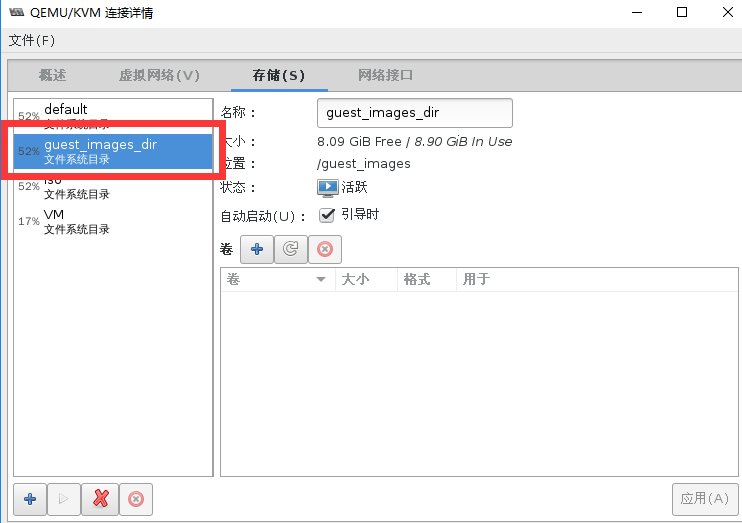 QEMU/KVM 连接详情
文件(F)
概述 虚拟网络(V) 存储(S) 网络接口
52% default
文件系统目录
52% guest_images_dir
文件系统目录
52% iso
文件系统目录
17% VM
文件系统目录
名称： guest_images_dir
大小： 8.09 GiB Free / 8.90 GiB In Use
位置： /guest_images
状态： 活跃
自动启动(U)： 引导时
卷
卷 大小 格式 用于
应用(A)